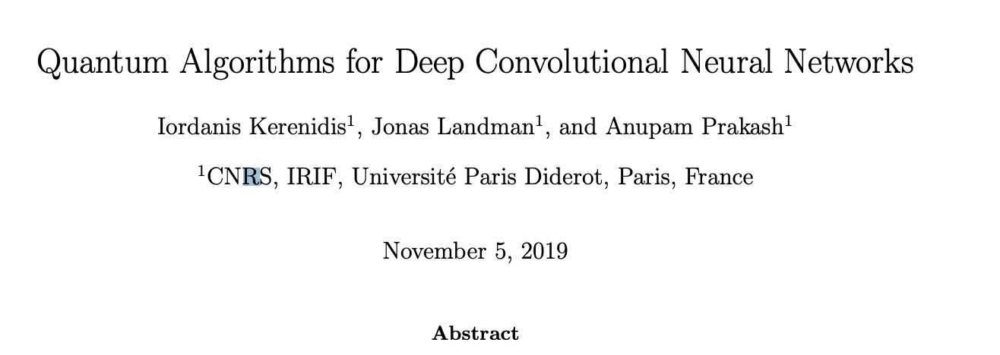 Quantum Algorithms for Deep Convolutional Neural Networks
Iordanis Kerenidis¹, Jonas Landman¹, and Anupam Prakash¹
¹CNRS, IRIF, Université Paris Diderot, Paris, France
November 5, 2019
Abstract